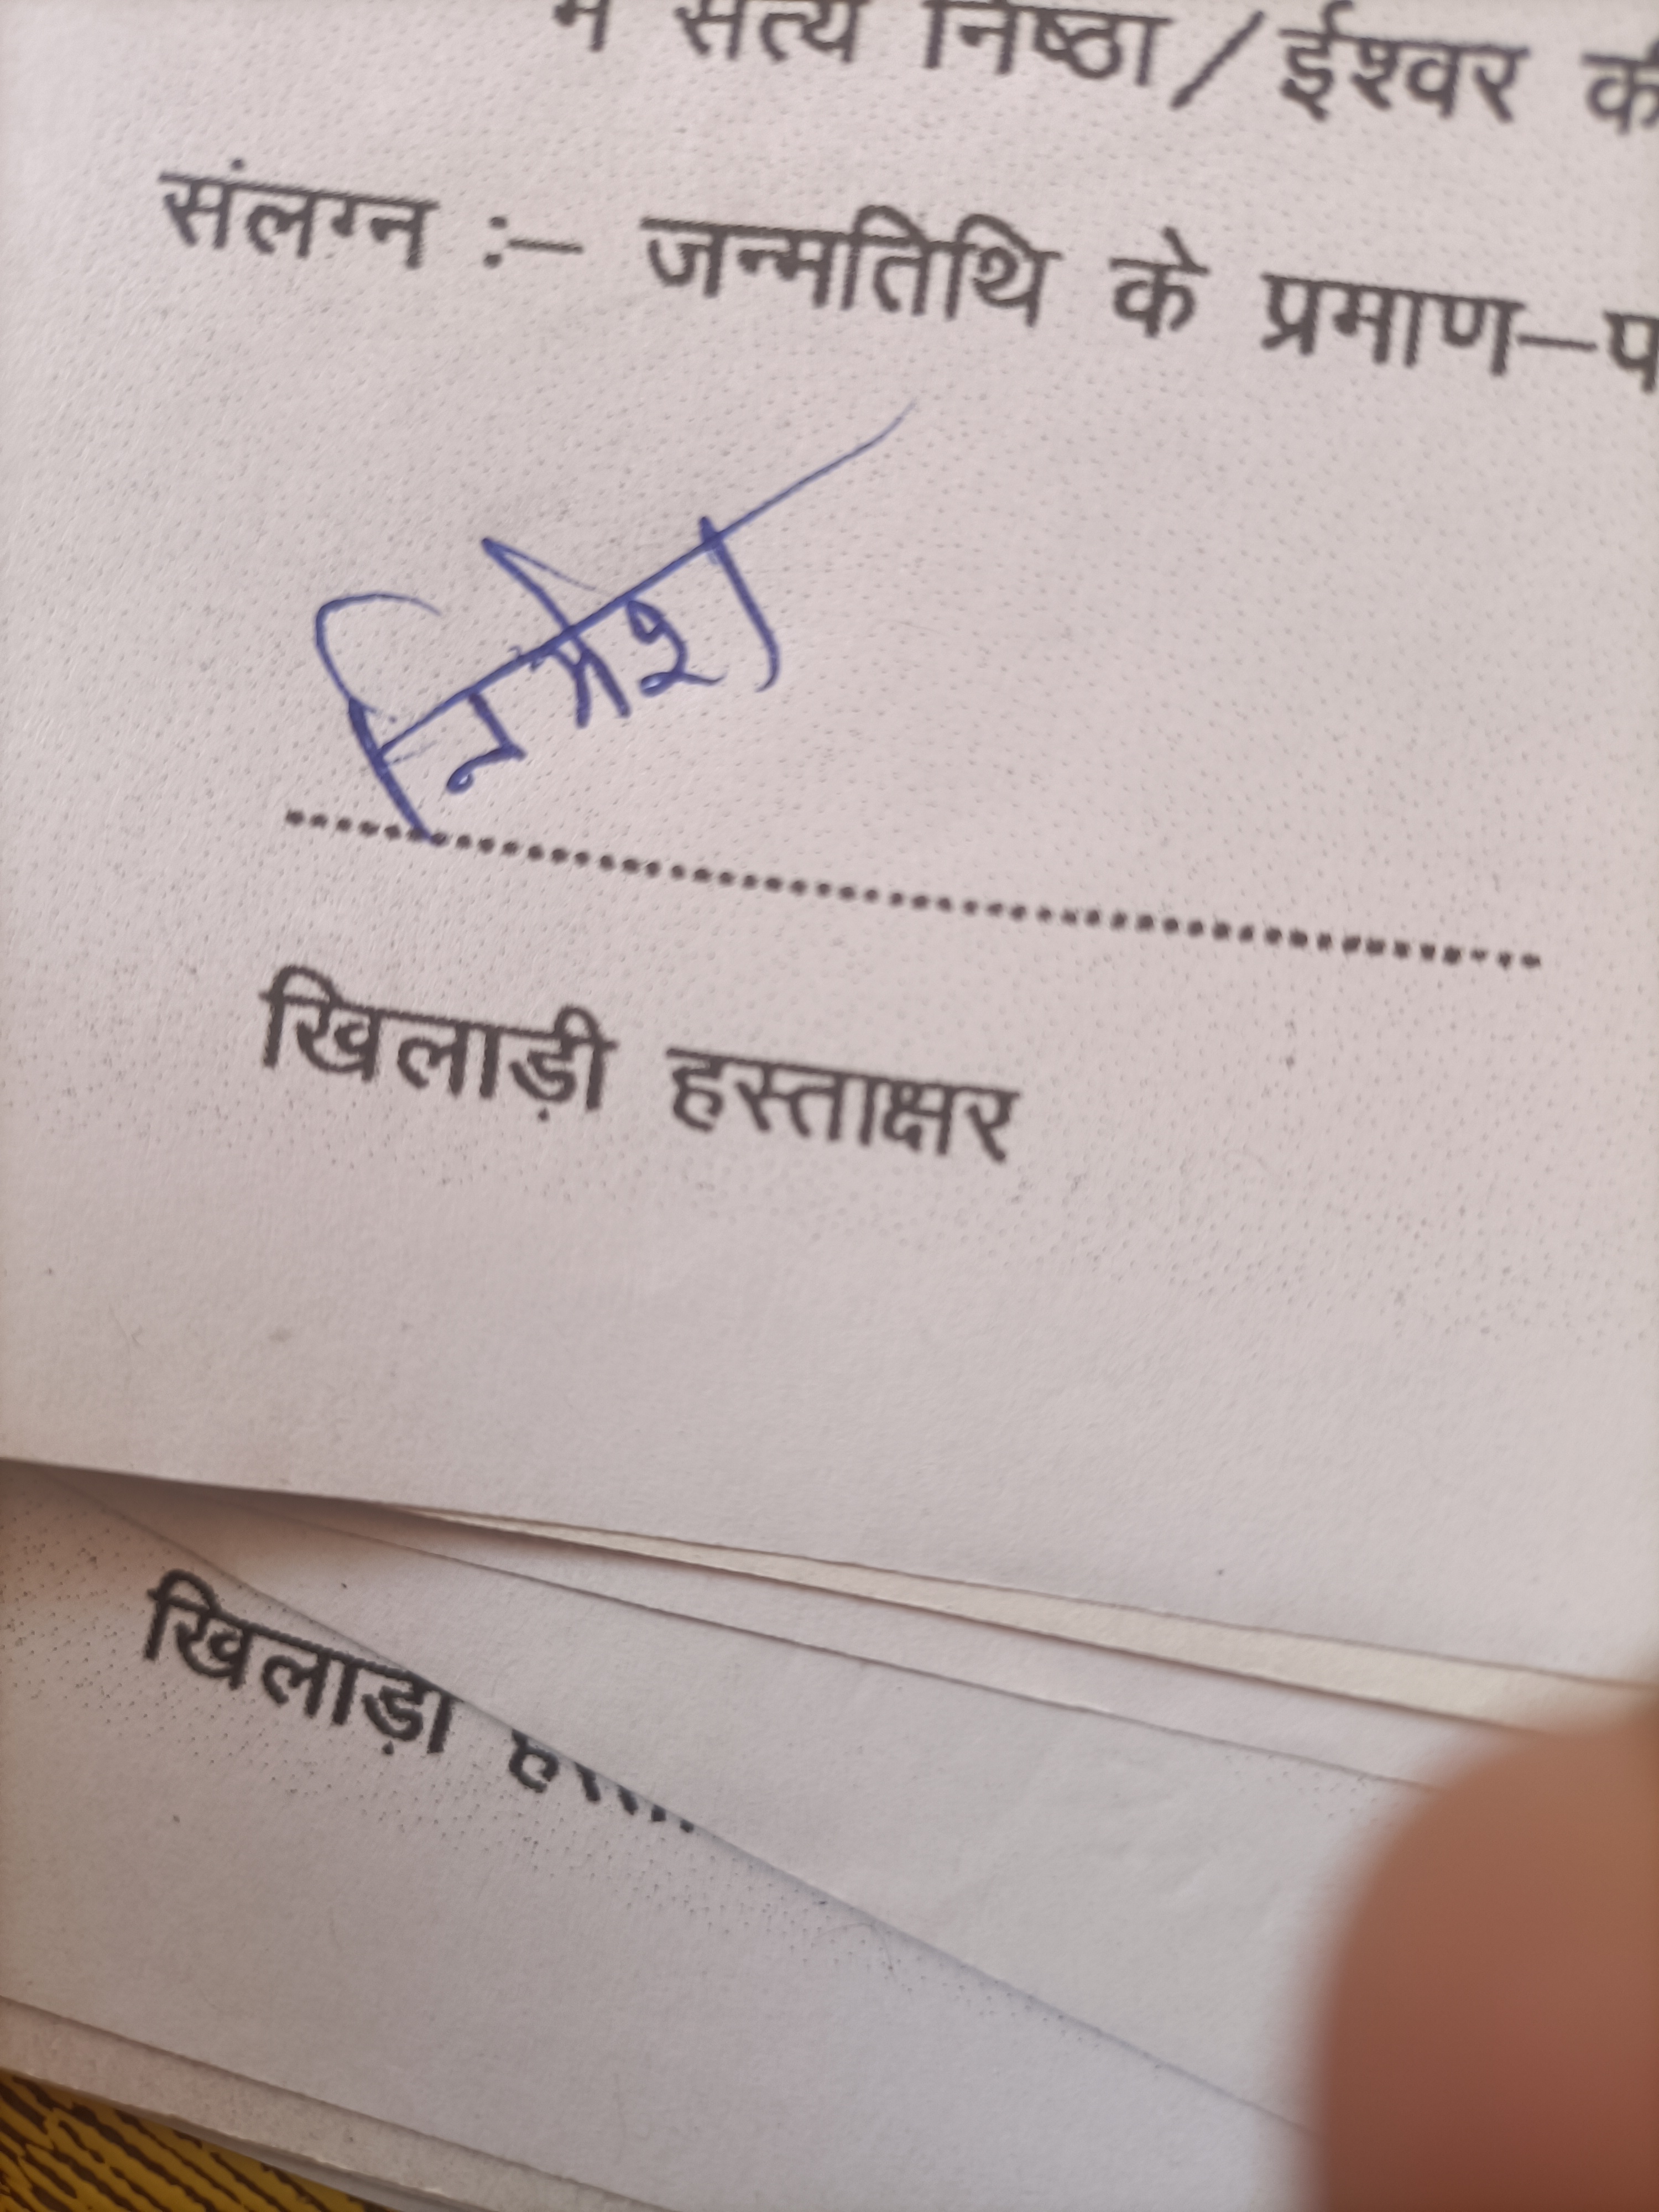 में सत्य निष्ठा / ईश्वर की
संलग्न :– जन्मतिथि के प्रमाण–प
निमेश
खिलाड़ी हस्ताक्षर
खिलाड़ी